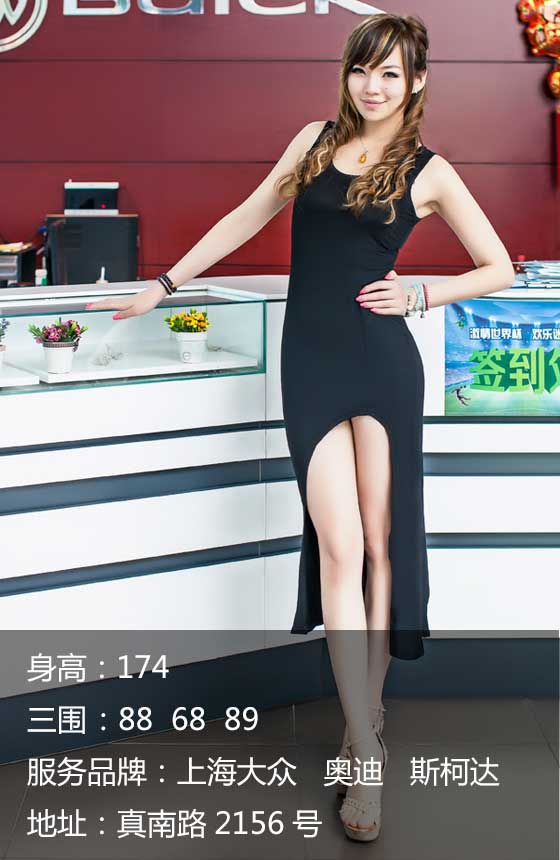 BUICK
激情世界杯·欢乐
签到
身高：174
三围：88 68 89
服务品牌：上海大众 奥迪 斯柯达
地址：真南路 2156 号